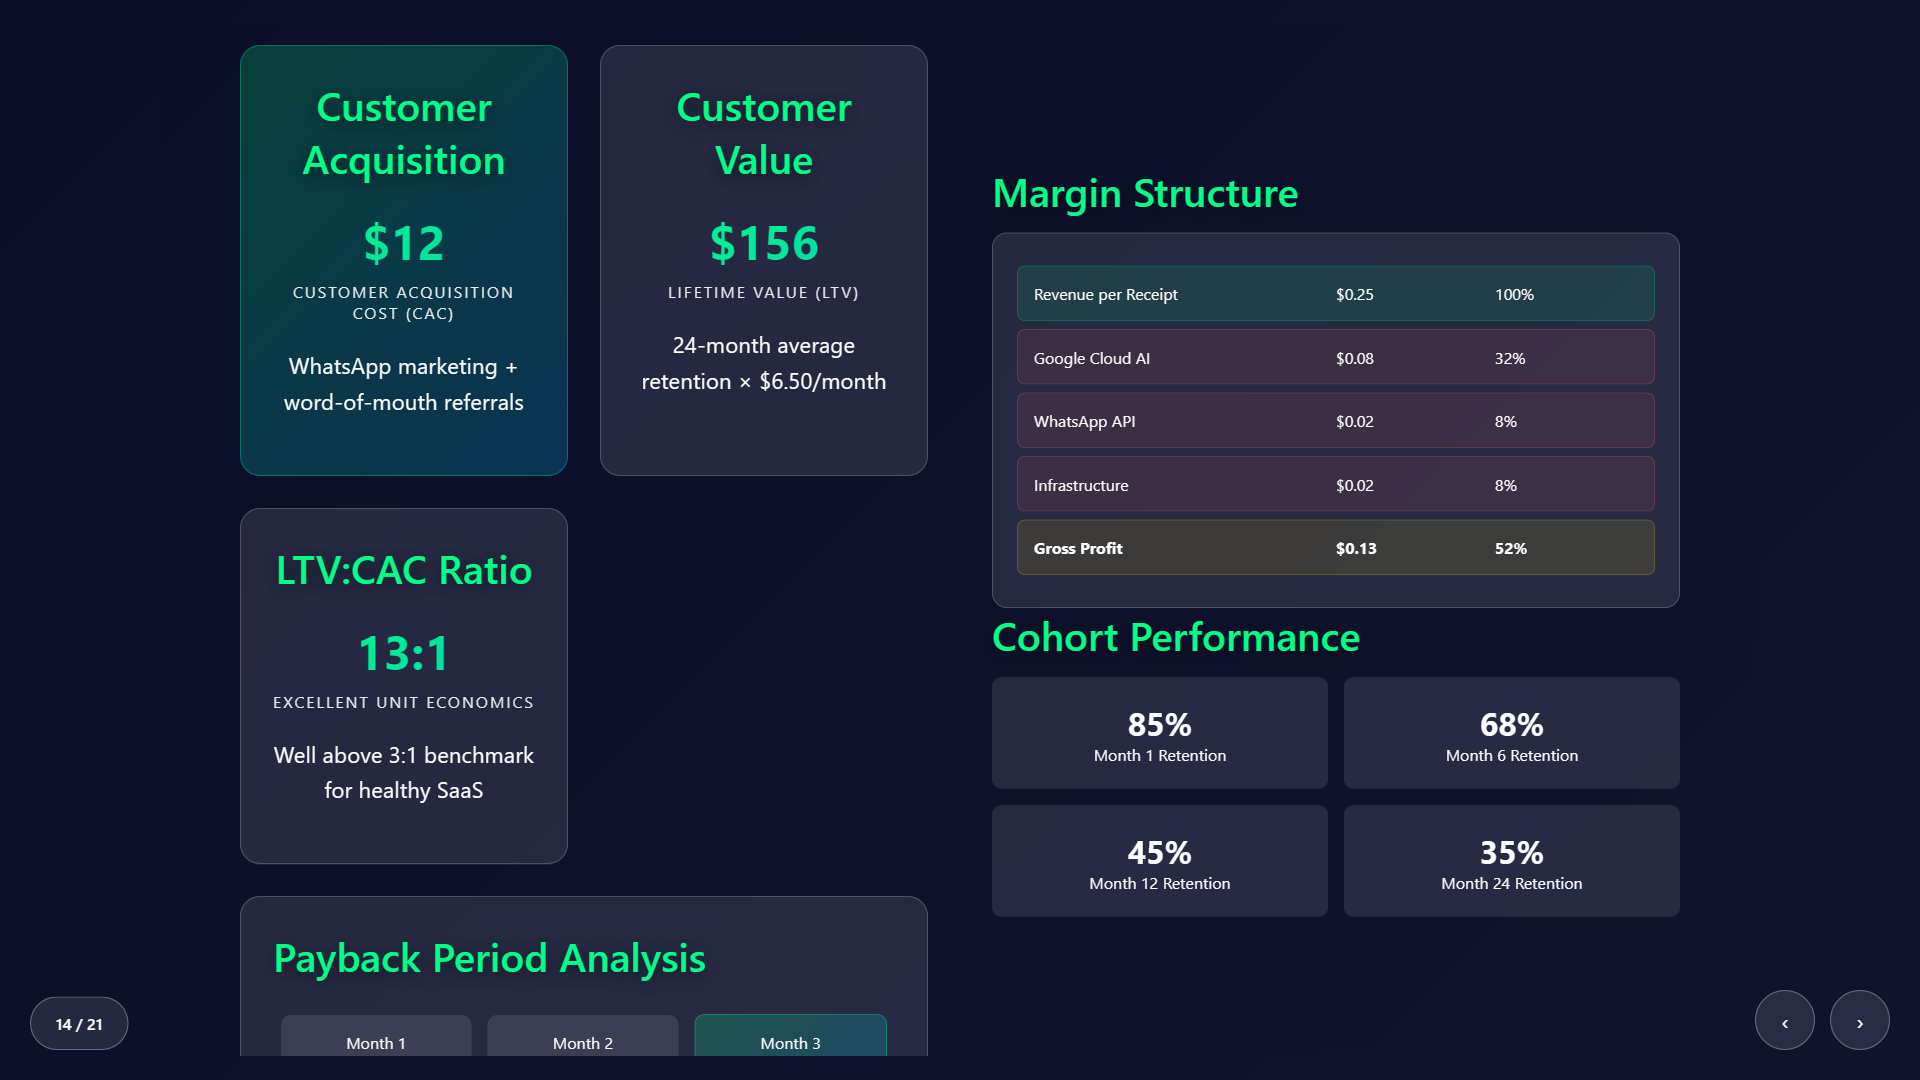 Customer
Acquisition
$12
CUSTOMER ACQUISITION
COST (CAC)
WhatsApp marketing +
word-of-mouth referrals
Customer
Value
$156
LIFETIME VALUE (LTV)
24-month average
retention × $6.50/month
LTV:CAC Ratio
13:1
EXCELLENT UNIT ECONOMICS
Well above 3:1 benchmark
for healthy SaaS
Payback Period Analysis
Month 1
Month 2
Month 3
Margin Structure
Revenue per Receipt $0.25 100%
Google Cloud AI $0.08 32%
WhatsApp API $0.02 8%
Infrastructure $0.02 8%
Gross Profit $0.13 52%
Cohort Performance
85%
Month 1 Retention
68%
Month 6 Retention
45%
Month 12 Retention
35%
Month 24 Retention
14 / 21
‹ ›